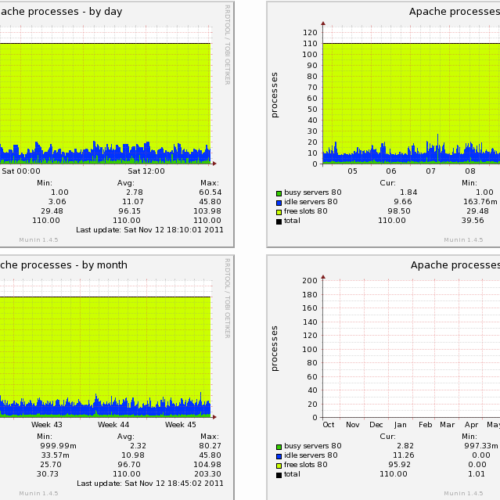 ache processes - by day
RRDTOOL / TOBI OETIKER
Sat 00:00 Sat 12:00
Min: Avg: Max:
1.00 2.78 60.54
3.06 11.07 45.80
29.48 96.15 103.98
110.00 110.00 110.00
Last update: Sat Nov 12 18:10:01 2011
Munin 1.4.5
Apache processes
processes
120
110
100
90
80
70
60
50
40
30
20
10
0
05 06 07 08
Cur: Min:
busy servers 80 1.84 1.00
idle servers 80 9.66 163.76m
free slots 80 98.50 29.48
total 110.00 39.56
Munin 1.4.5
che processes - by month
RRDTOOL / TOBI OETIKER
Week 43 Week 44 Week 45
Min: Avg: Max:
999.99m 2.32 80.27
33.57m 10.98 45.80
25.70 96.70 104.98
30.73 110.00 203.30
Last update: Sat Nov 12 18:45:02 2011
Munin 1.4.5
Apache processes
processes
200
180
160
140
120
100
80
60
40
20
0
Oct Nov Dec Jan Feb Mar Apr May
Cur: Min:
busy servers 80 2.82 997.33m
idle servers 80 11.26 0.00
free slots 80 95.92 0.00
total 110.00 1.01
Munin 1.4.5